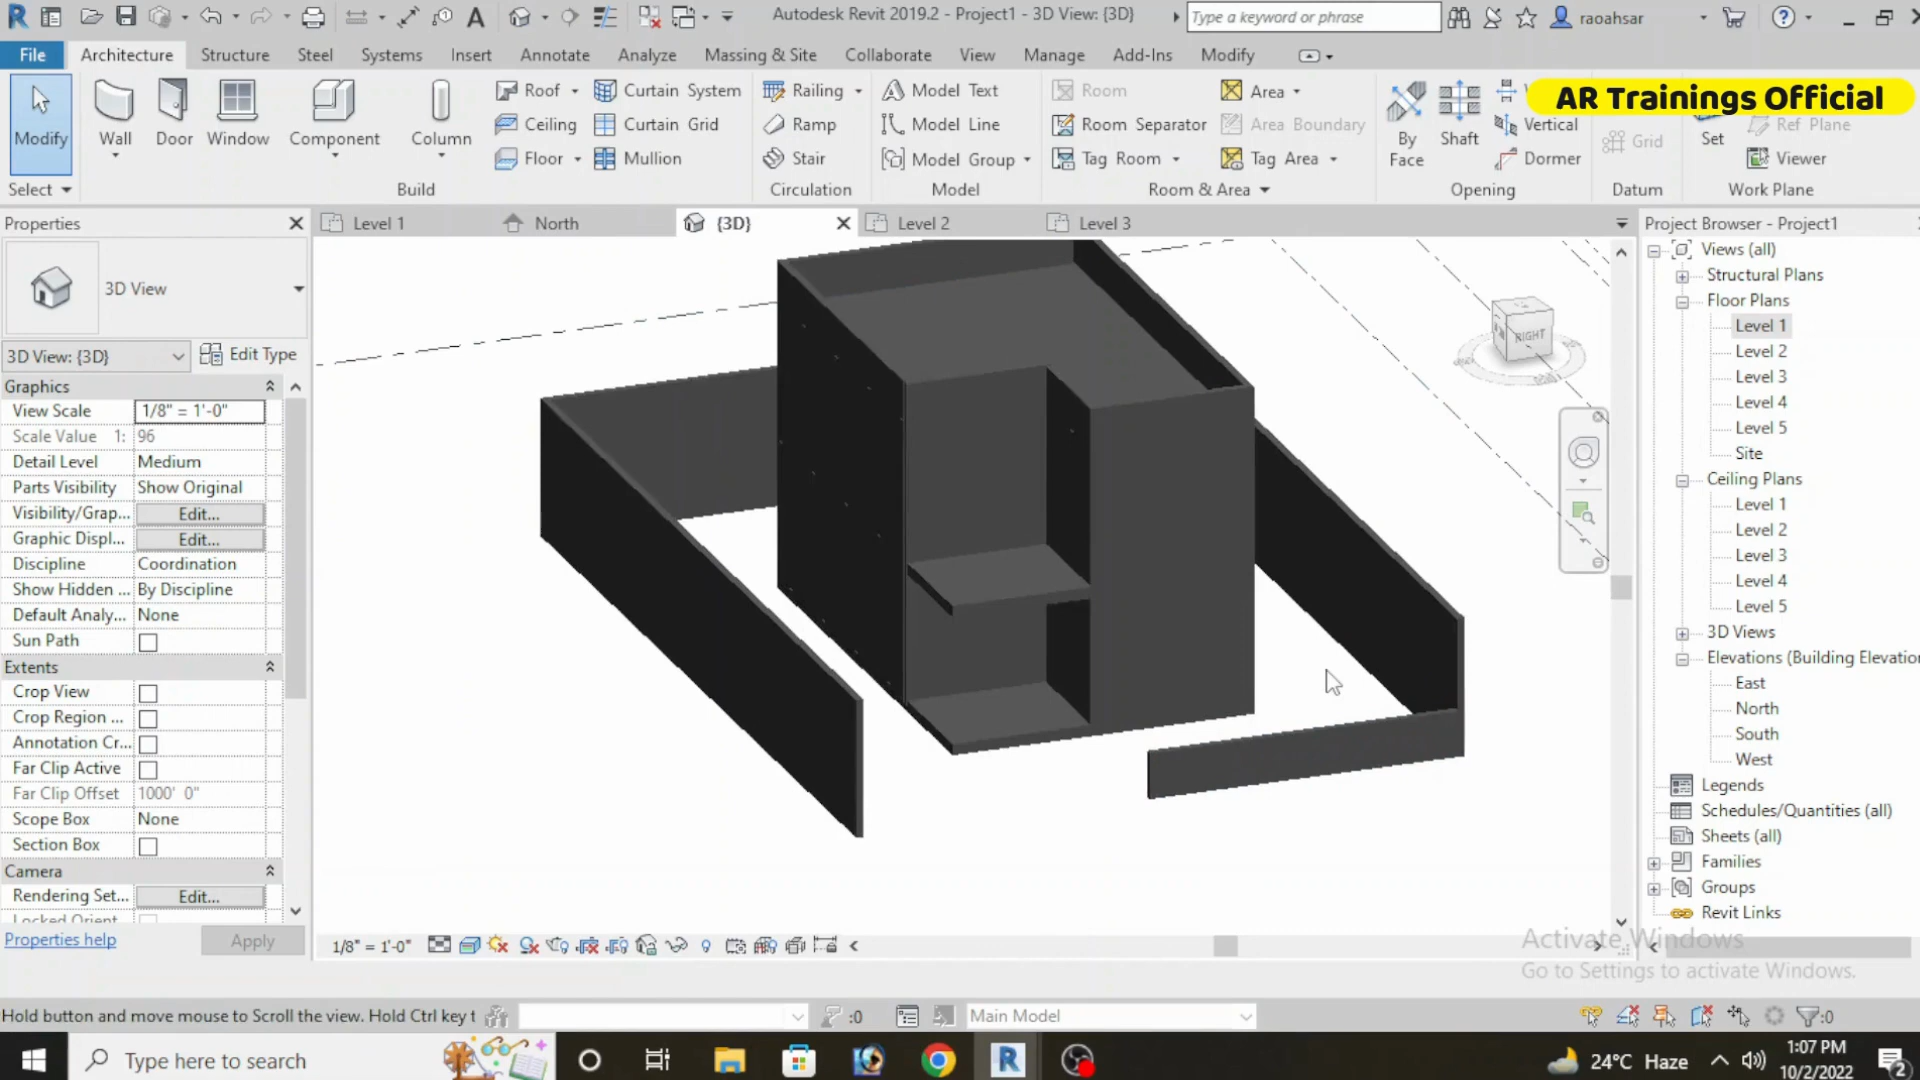 Autodesk Revit 2019.2 - Project1 - 3D View: {3D}
Type a keyword or phrase
raoahsar
File Architecture Structure Steel Systems Insert Annotate Analyze Massing & Site Collaborate View Manage Add-Ins Modify
Modify
Wall
Door
Window
Component
Column
Roof
Ceiling
Floor
Curtain System
Curtain Grid
Mullion
Railing
Ramp
Stair
Model Text
Model Line
Model Group
Room
Room Separator
Tag Room
Area
Area Boundary
Tag Area
By Face
Shaft
Vertical
Dormer
Grid
Set
Ref Plane
Viewer
AR Trainings Official
Select Build Circulation Model Room & Area Opening Datum Work Plane
Properties
Level 1 North {3D} Level 2 Level 3
Project Browser - Project1
3D View
3D View: {3D} Edit Type
Graphics
View Scale 1/8" = 1'-0"
Scale Value 1: 96
Detail Level Medium
Parts Visibility Show Original
Visibility/Grap... Edit...
Graphic Displ... Edit...
Discipline Coordination
Show Hidden ... By Discipline
Default Analy... None
Sun Path
Extents
Crop View
Crop Region ...
Annotation Cr...
Far Clip Active
Far Clip Offset 1000' 0"
Scope Box None
Section Box
Camera
Rendering Set... Edit...
Locked Orient
Properties help Apply
RIGHT
Views (all)
Structural Plans
Floor Plans
Level 1
Level 2
Level 3
Level 4
Level 5
Site
Ceiling Plans
Level 1
Level 2
Level 3
Level 4
Level 5
3D Views
Elevations (Building Elevation
East
North
South
West
Legends
Schedules/Quantities (all)
Sheets (all)
Families
Groups
Revit Links
1/8" = 1'-0"
Activate Windows
Go to Settings to activate Windows.
Hold button and move mouse to Scroll the view. Hold Ctrl key t
:0
Main Model
:0
Type here to search
24°C Haze
1:07 PM
10/2/2022
2